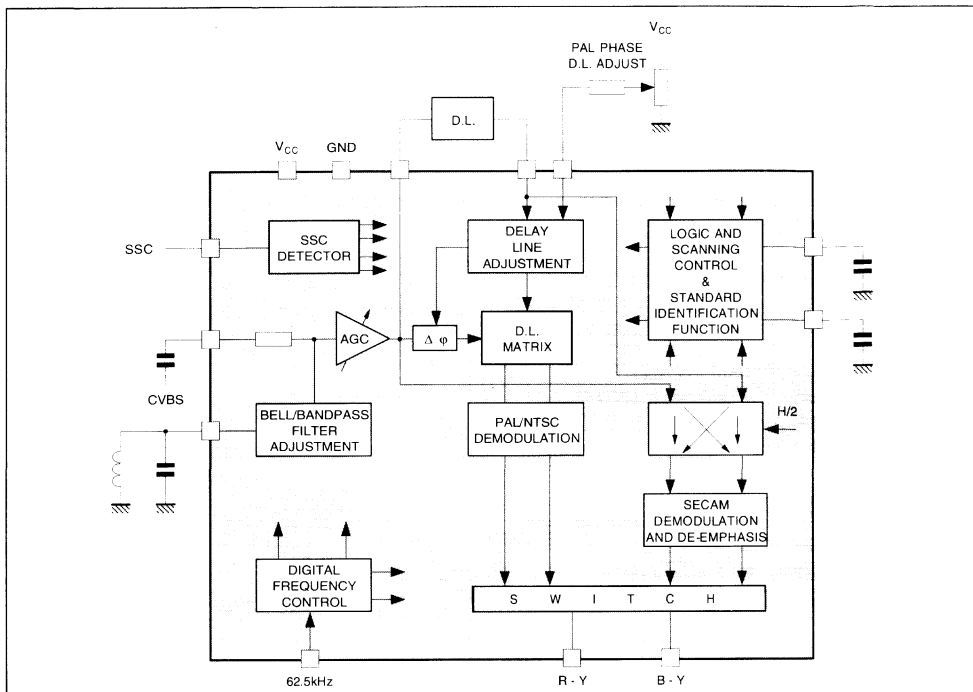 V_CC
PAL PHASE
D.L. ADJUST
D.L.
V_CC
GND
SSC
SSC
DETECTOR
DELAY
LINE
ADJUSTMENT
LOGIC AND
SCANNING
CONTROL
&
STANDARD
IDENTIFICATION
FUNCTION
AGC
Δ φ
D.L.
MATRIX
CVBS
BELL/BANDPASS
FILTER
ADJUSTMENT
PAL/NTSC
DEMODULATION
H/2
SECAM
DEMODULATION
AND DE-EMPHASIS
DIGITAL
FREQUENCY
CONTROL
S W I T C H
62.5kHz
R - Y
B - Y